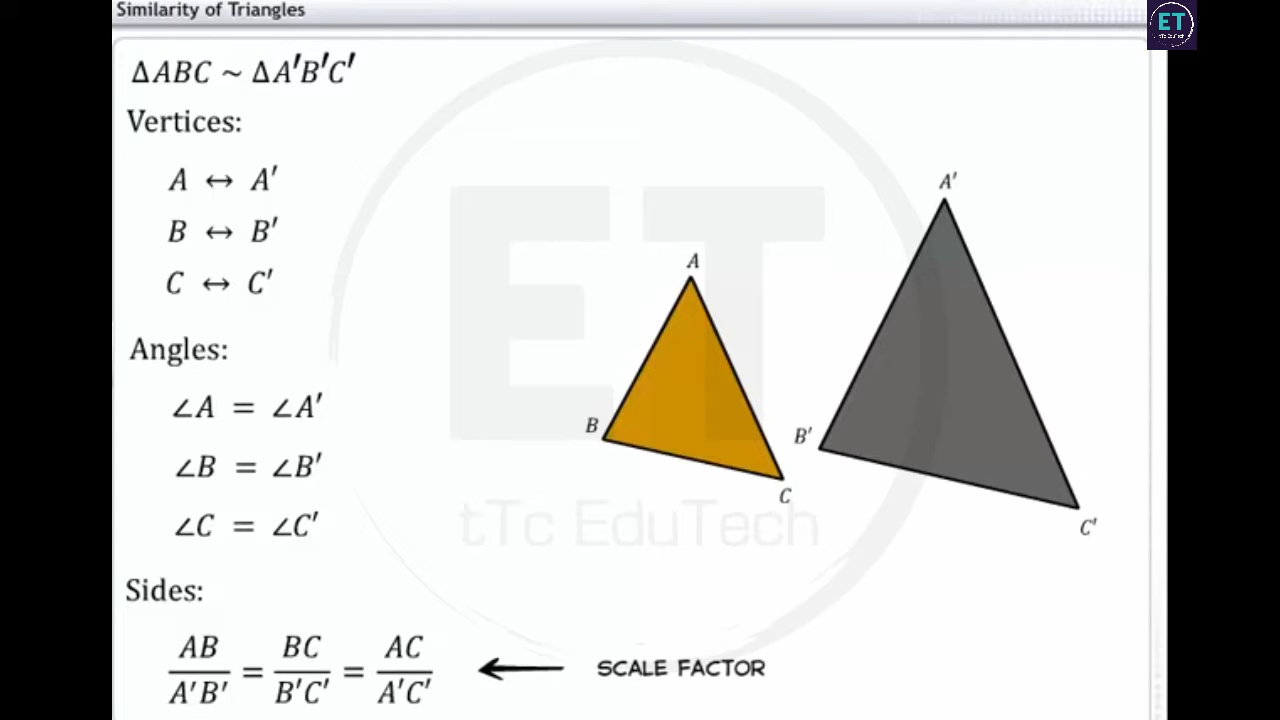 Similarity of Triangles
ET
ΔABC ~ ΔA′B′C′
Vertices:
A ↔ A′
B ↔ B′
C ↔ C′
Angles:
∠A = ∠A′
∠B = ∠B′
∠C = ∠C′
Sides:
AB/A′B′ = BC/B′C′ = AC/A′C′
SCALE FACTOR
A
B
C
A′
B′
C′
ET
tTc EduTech